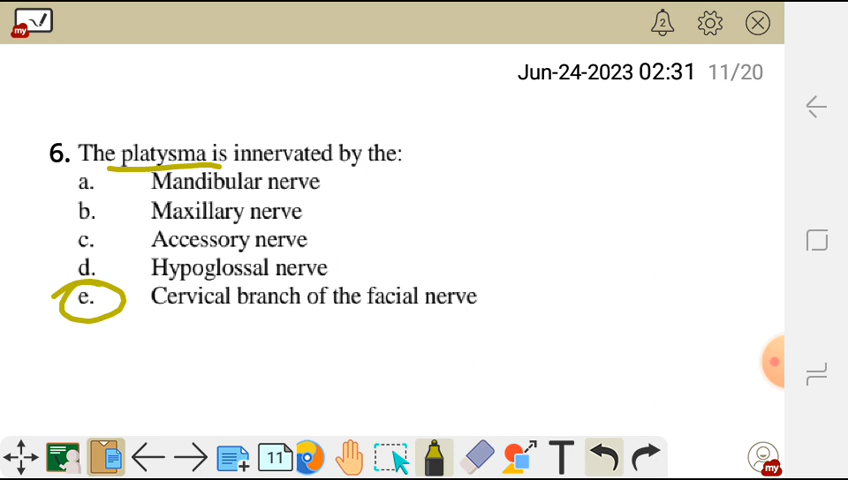 my
2
Jun-24-2023 02:31 11/20
6. The platysma is innervated by the:
a. Mandibular nerve
b. Maxillary nerve
c. Accessory nerve
d. Hypoglossal nerve
e. Cervical branch of the facial nerve
11
T
my